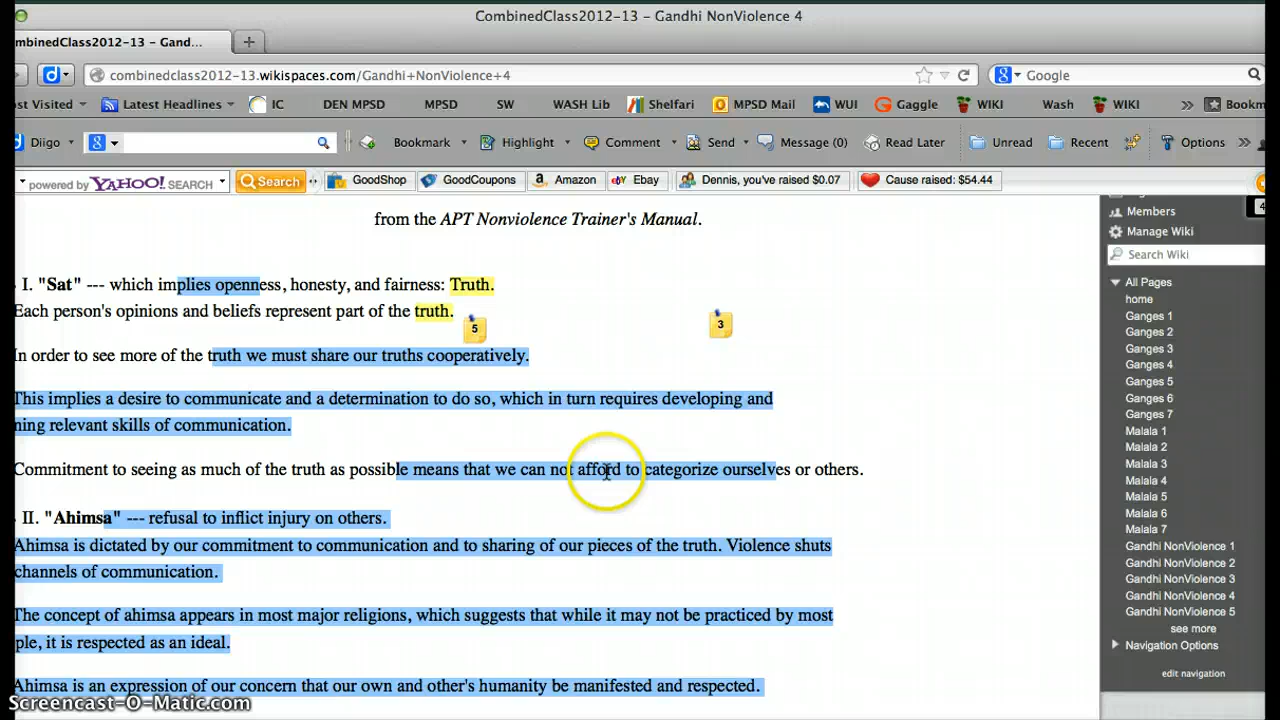 CombinedClass2012-13 - Gandhi NonViolence 4
mbinedClass2012-13 – Gand... +
d combinedclass2012-13.wikispaces.com/Gandhi+NonViolence+4 Google
ost Visited Latest Headlines IC DEN MPSD MPSD SW WASH Lib Shelfari MPSD Mail WUI Gaggle WIKI Wash WIKI » Bookm
Diigo Bookmark Highlight Comment Send Message (0) Read Later Unread Recent Options »
powered by YAHOO! SEARCH Search GoodShop GoodCoupons Amazon Ebay Dennis, you've raised $0.07 Cause raised: $54.44
from the APT Nonviolence Trainer's Manual.
I. "Sat" --- which implies openness, honesty, and fairness: Truth.
Each person's opinions and beliefs represent part of the truth.
5
3
In order to see more of the truth we must share our truths cooperatively.
This implies a desire to communicate and a determination to do so, which in turn requires developing and
ning relevant skills of communication.
Commitment to seeing as much of the truth as possible means that we can not afford to categorize ourselves or others.
II. "Ahimsa" --- refusal to inflict injury on others.
Ahimsa is dictated by our commitment to communication and to sharing of our pieces of the truth. Violence shuts
channels of communication.
The concept of ahimsa appears in most major religions, which suggests that while it may not be practiced by most
ple, it is respected as an ideal.
Ahimsa is an expression of our concern that our own and other's humanity be manifested and respected.
Members
4
Manage Wiki
Search Wiki
All Pages
home
Ganges 1
Ganges 2
Ganges 3
Ganges 4
Ganges 5
Ganges 6
Ganges 7
Malala 1
Malala 2
Malala 3
Malala 4
Malala 5
Malala 6
Malala 7
Gandhi NonViolence 1
Gandhi NonViolence 2
Gandhi NonViolence 3
Gandhi NonViolence 4
Gandhi NonViolence 5
see more
Navigation Options
edit navigation
Screencast-O-Matic.com